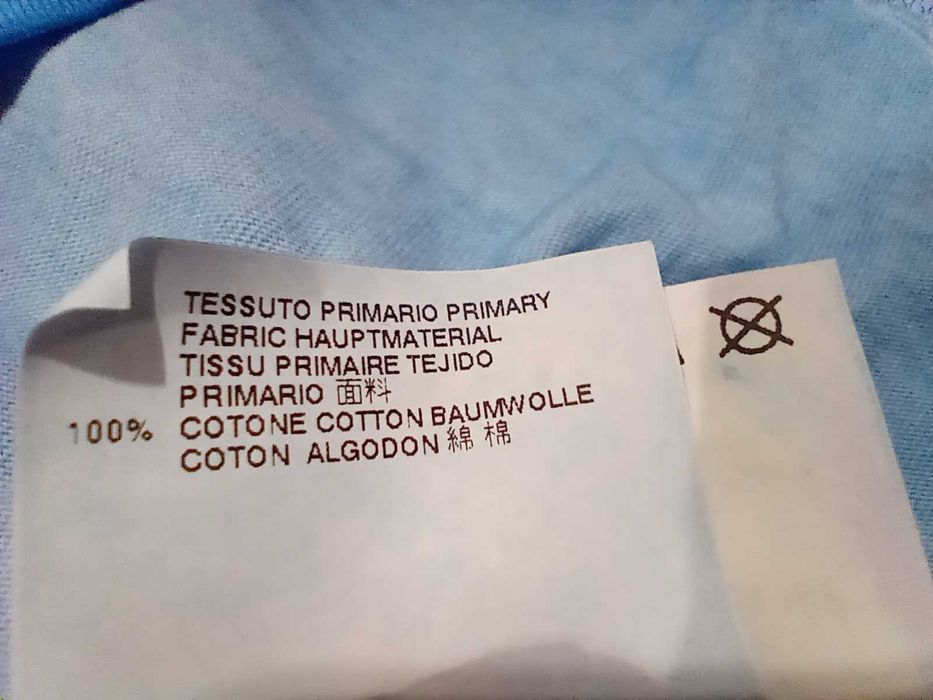 TESSUTO PRIMARIO PRIMARY
FABRIC HAUPTMATERIAL
TISSU PRIMAIRE TEJIDO
PRIMARIO 面料
100% COTONE COTTON BAUMWOLLE
COTON ALGODON 綿 棉